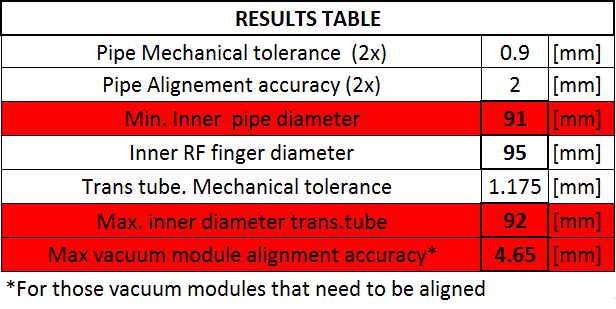 RESULTS TABLE
Pipe Mechanical tolerance (2x) 0.9 [mm]
Pipe Alignement accuracy (2x) 2 [mm]
Min. Inner pipe diameter 91 [mm]
Inner RF finger diameter 95 [mm]
Trans tube. Mechanical tolerance 1.175 [mm]
Max. inner diameter trans.tube 92 [mm]
Max vacuum module alignment accuracy* 4.65 [mm]
*For those vacuum modules that need to be aligned